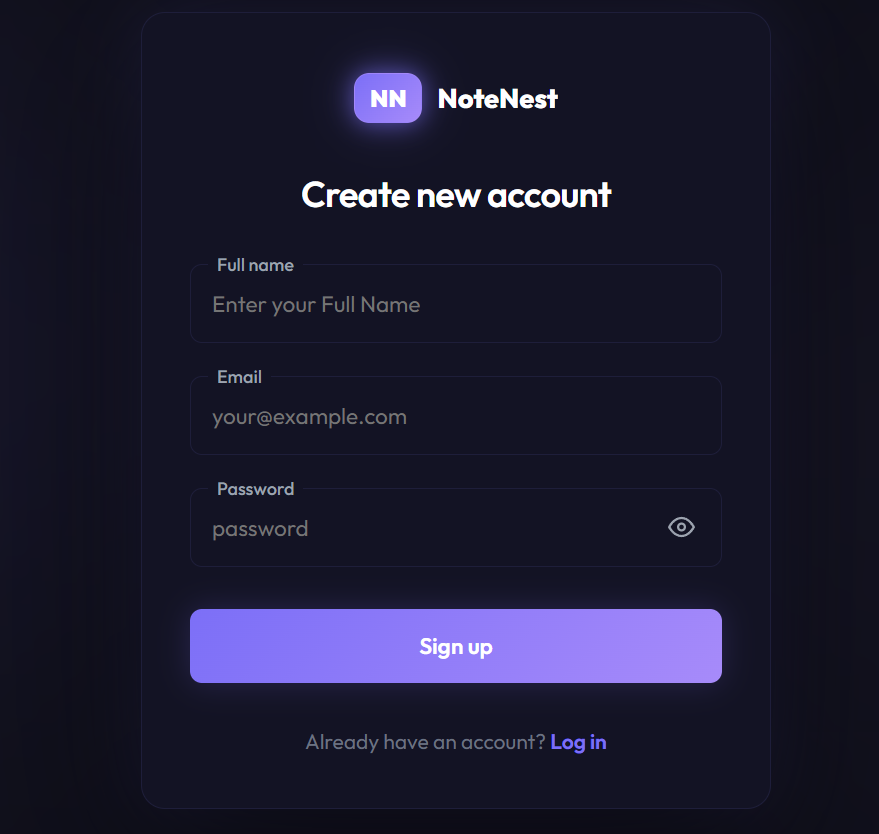 NN NoteNest
Create new account
Full name
Enter your Full Name
Email
your@example.com
Password
password
Sign up
Already have an account? Log in